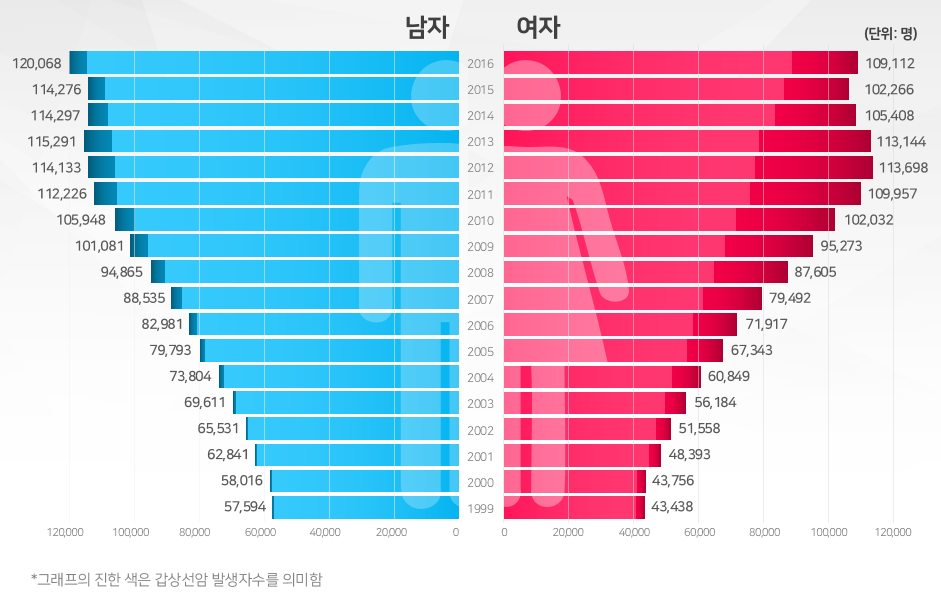 남자 여자
(단위: 명)
120,068 2016 109,112
114,276 2015 102,266
114,297 2014 105,408
115,291 2013 113,144
114,133 2012 113,698
112,226 2011 109,957
105,948 2010 102,032
101,081 2009 95,273
94,865 2008 87,605
88,535 2007 79,492
82,981 2006 71,917
79,793 2005 67,343
73,804 2004 60,849
69,611 2003 56,184
65,531 2002 51,558
62,841 2001 48,393
58,016 2000 43,756
57,594 1999 43,438
120,000 100,000 80,000 60,000 40,000 20,000 0 0 20,000 40,000 60,000 80,000 100,000 120,000
*그래프의 진한 색은 갑상선암 발생자수를 의미함